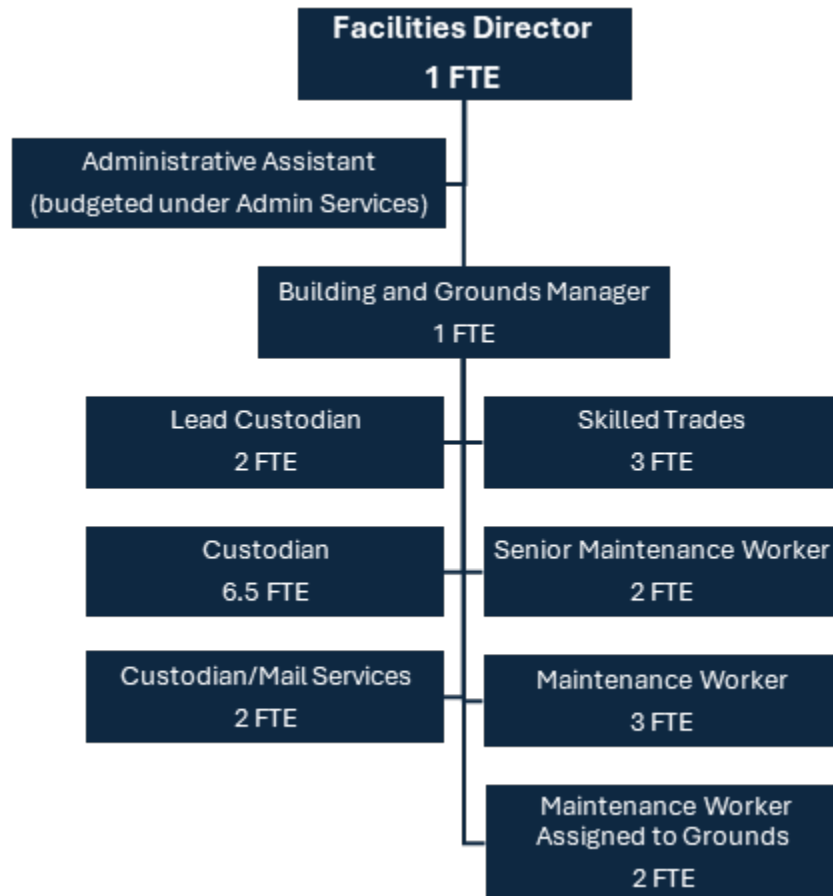 Facilities Director
1 FTE
Administrative Assistant
(budgeted under Admin Services)
Building and Grounds Manager
1 FTE
Lead Custodian
2 FTE
Skilled Trades
3 FTE
Custodian
6.5 FTE
Senior Maintenance Worker
2 FTE
Custodian/Mail Services
2 FTE
Maintenance Worker
3 FTE
Maintenance Worker
Assigned to Grounds
2 FTE